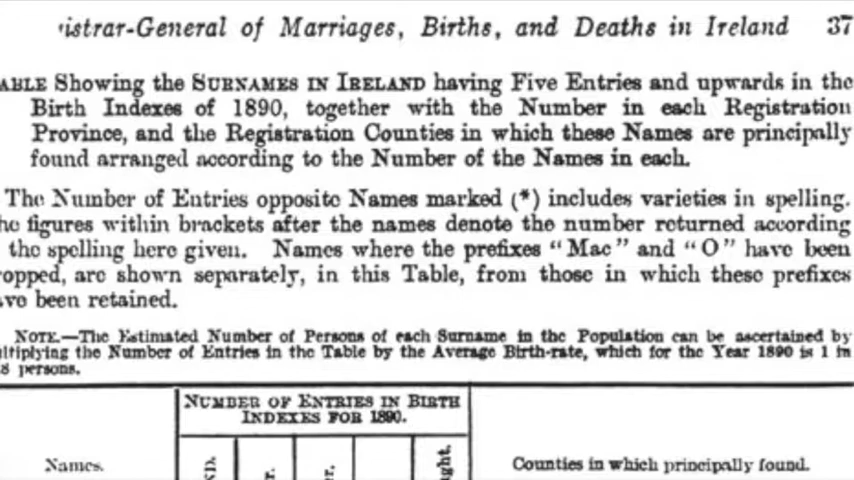 istrar-General of Marriages, Births, and Deaths in Ireland 37
ABLE Showing the SURNAMES IN IRELAND having Five Entries and upwards in the
Birth Indexes of 1890, together with the Number in each Registration
Province, and the Registration Counties in which these Names are principally
found arranged according to the Number of the Names in each.
The Number of Entries opposite Names marked (*) includes varieties in spelling.
he figures within brackets after the names denote the number returned according
the spelling here given. Names where the prefixes "Mac" and "O" have been
opped, are shown separately, in this Table, from those in which these prefixes
ave been retained.
NOTE.—The Estimated Number of Persons of each Surname in the Population can be ascertained by
ltiplying the Number of Entries in the Table by the Average Birth-rate, which for the Year 1890 is 1 in
8 persons.
NUMBER OF ENTRIES IN BIRTH
INDEXES FOR 1890.
Names.
ND.
er.
er.
ught.
Counties in which principally found.